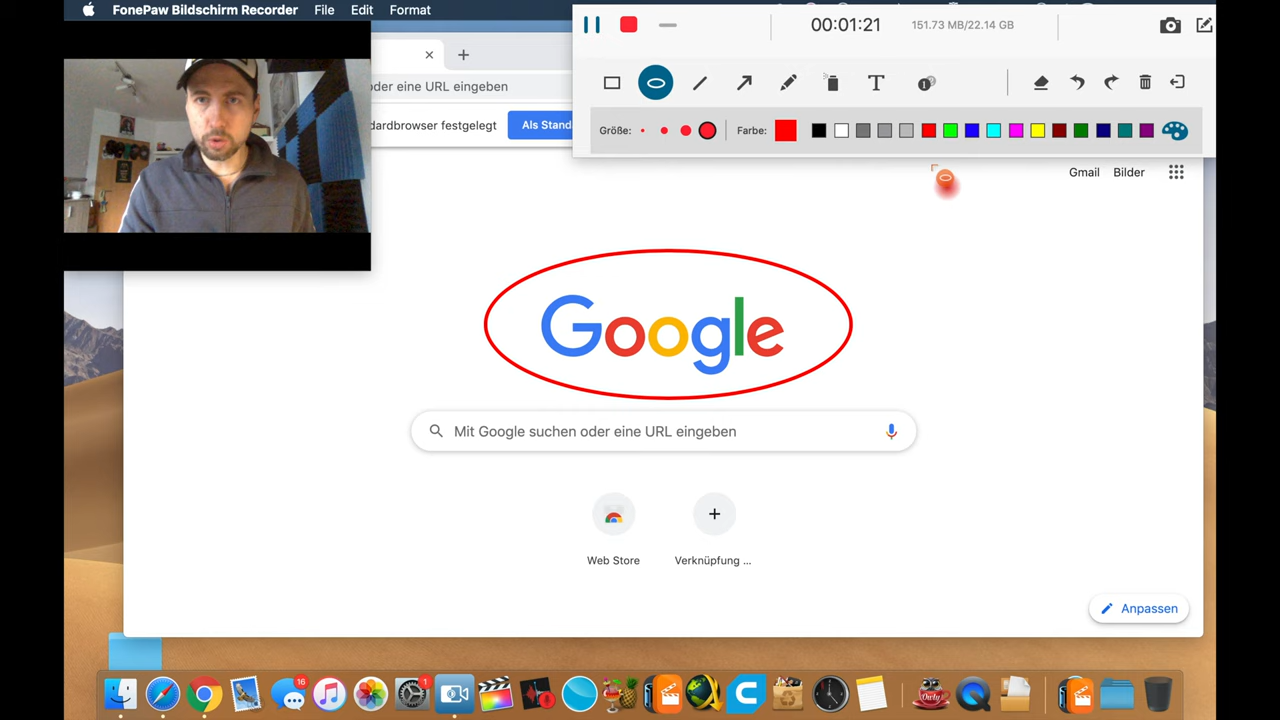 FonePaw Bildschirm Recorder File Edit Format
00:01:21 151.73 MB/22.14 GB
oder eine URL eingeben
T
Größe: Farbe:
dardbrowser festgelegt Als Stand
Gmail Bilder
Google
Mit Google suchen oder eine URL eingeben
Web Store Verknüpfung ...
Anpassen
16 1